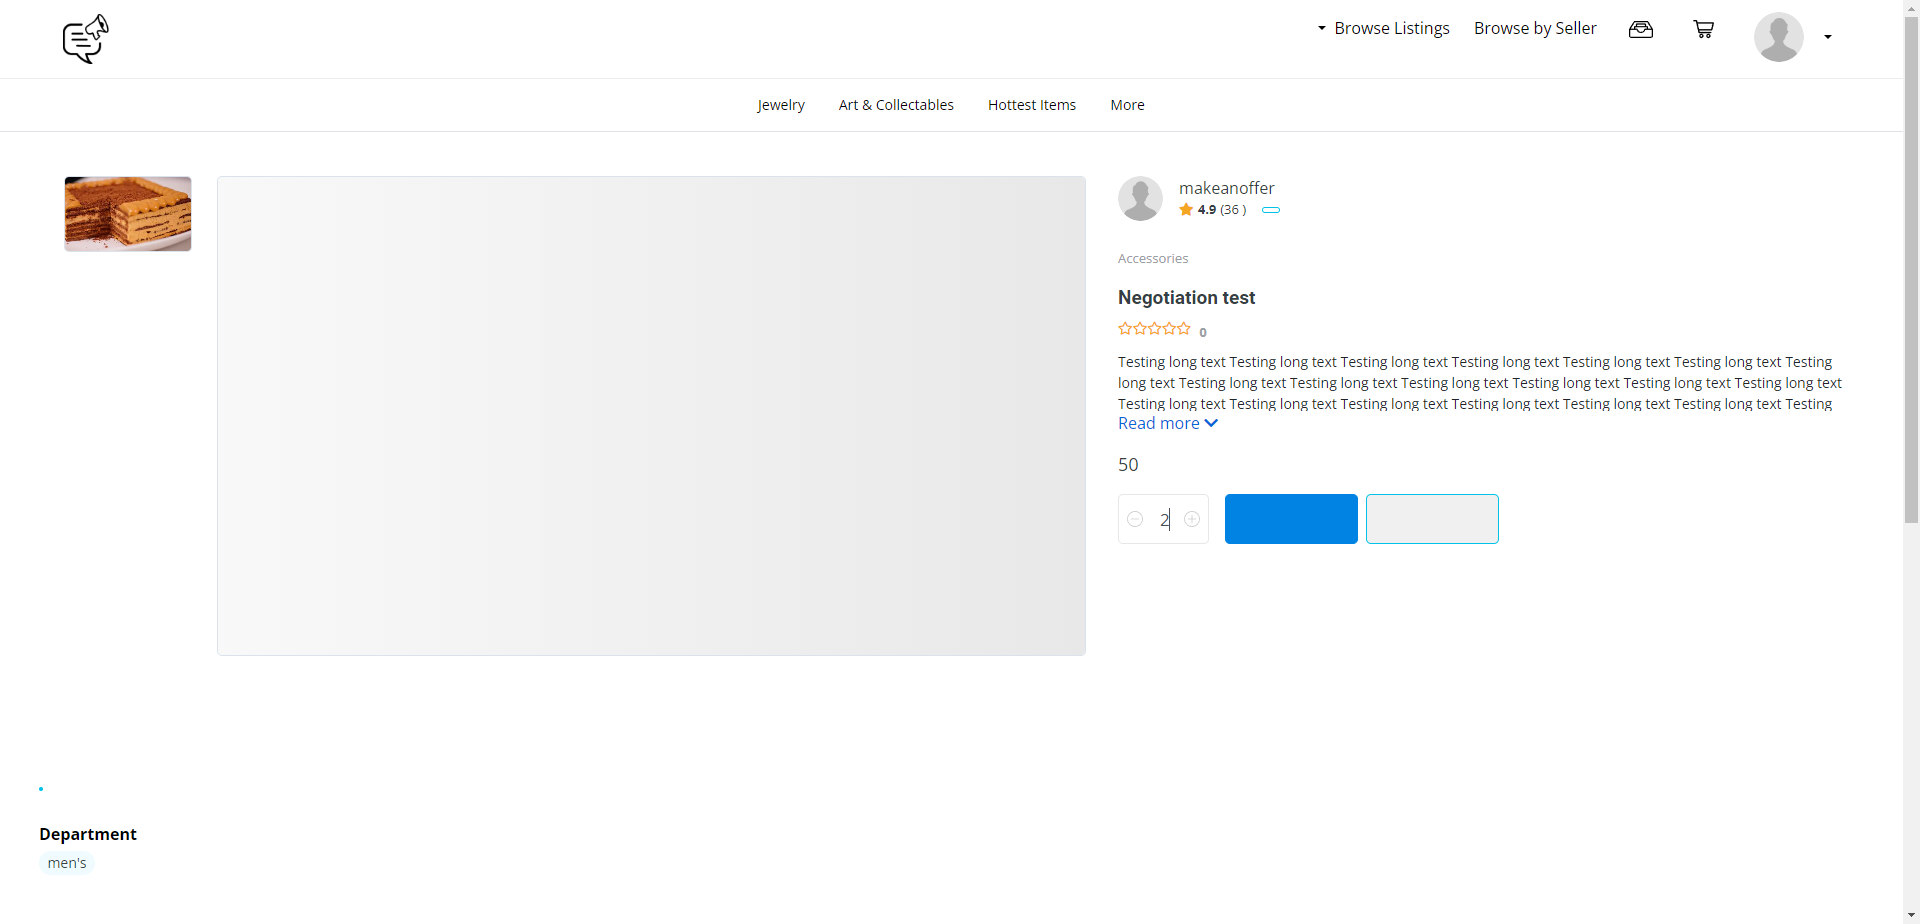 Browse Listings Browse by Seller
Jewelry Art & Collectables Hottest Items More
makeanoffer
4.9 (36 )
Accessories
Negotiation test
0
Testing long text Testing long text Testing long text Testing long text Testing long text Testing long text Testing
long text Testing long text Testing long text Testing long text Testing long text Testing long text Testing long text
Testing long text Testing long text Testing long text Testing long text Testing long text Testing long text Testing
Read more
50
2
Department
men's